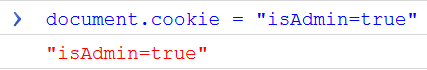 > document.cookie = "isAdmin=true"
"isAdmin=true"